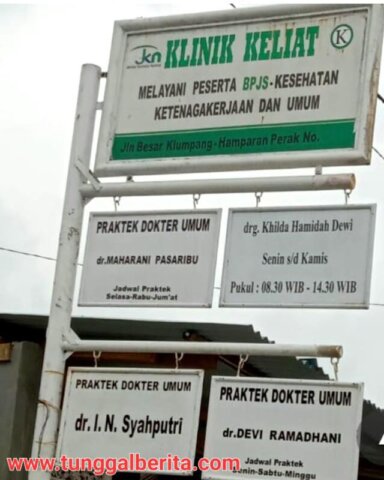 jkn KLINIK KELIAT K
MELAYANI PESERTA BPJS-KESEHATAN
KETENAGAKERJAAN DAN UMUM
Jln Besar Klumpang-Hamparan Perak No.
PRAKTEK DOKTER UMUM
dr.MAHARANI PASARIBU
Jadwal Praktek
Selasa-Rabu-Jum'at
drg. Khilda Hamidah Dewi
Senin s/d Kamis
Pukul : 08.30 WIB - 14.30 WIB
PRAKTEK DOKTER UMUM
dr. I. N. Syahputri
PRAKTEK DOKTER UMUM
dr.DEVI RAMADHANI
Jadwal Praktek
Senin-Sabtu-Minggu
www.tunggalberita.com